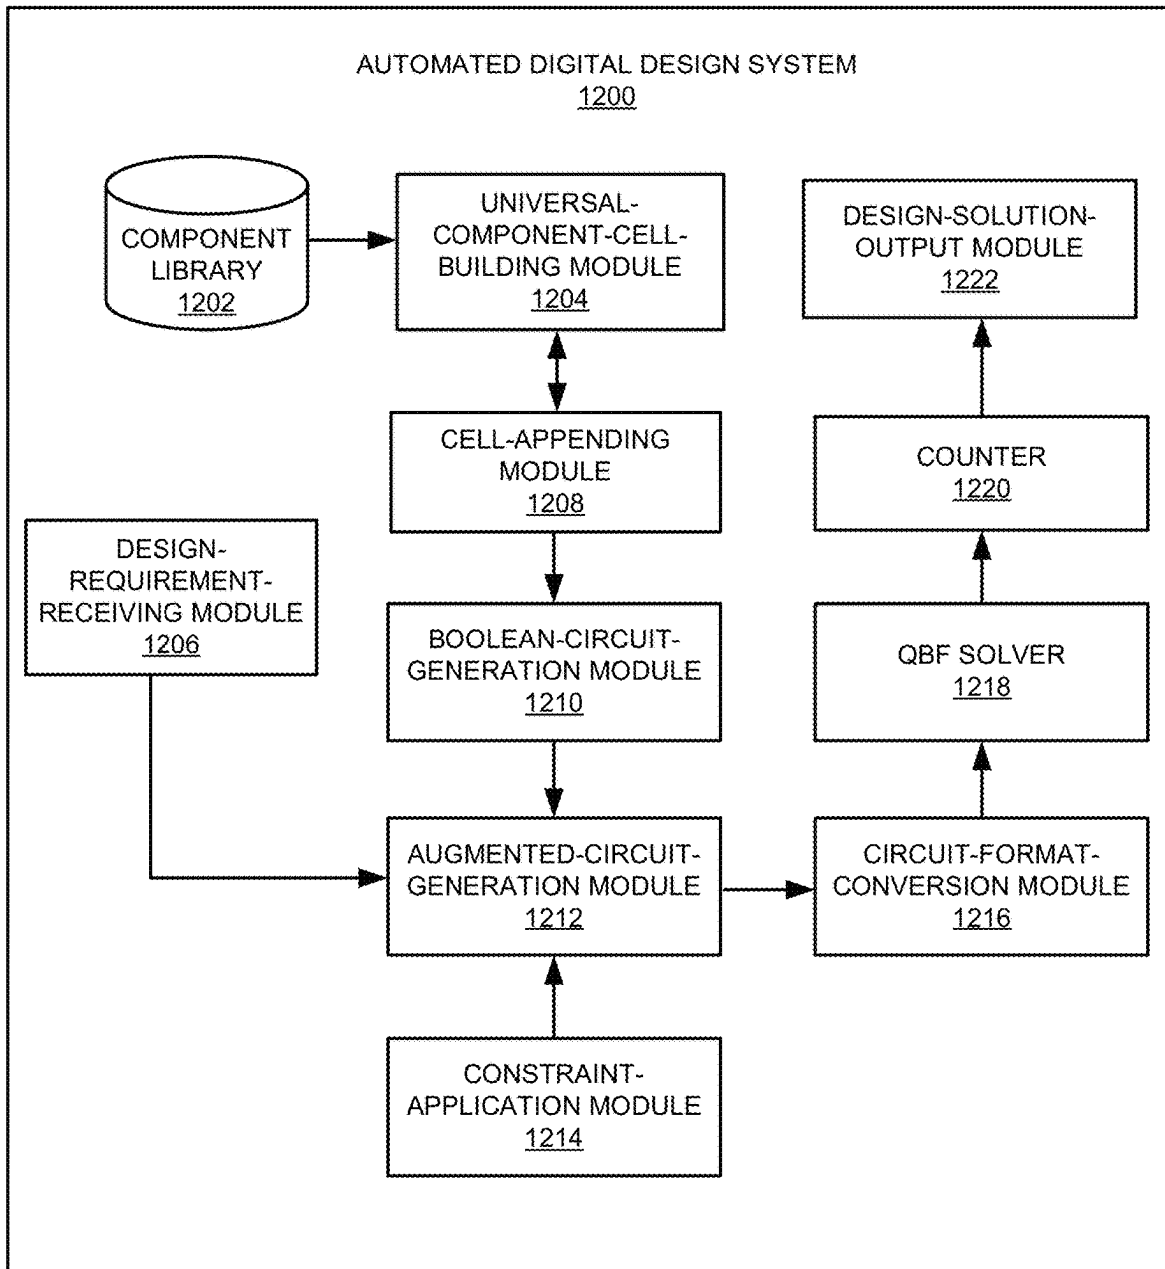 AUTOMATED DIGITAL DESIGN SYSTEM
1200
COMPONENT
LIBRARY
1202
UNIVERSAL-
COMPONENT-CELL-
BUILDING MODULE
1204
DESIGN-SOLUTION-
OUTPUT MODULE
1222
CELL-APPENDING
MODULE
1208
COUNTER
1220
DESIGN-
REQUIREMENT-
RECEIVING MODULE
1206
BOOLEAN-CIRCUIT-
GENERATION MODULE
1210
QBF SOLVER
1218
AUGMENTED-CIRCUIT-
GENERATION MODULE
1212
CIRCUIT-FORMAT-
CONVERSION MODULE
1216
CONSTRAINT-
APPLICATION MODULE
1214